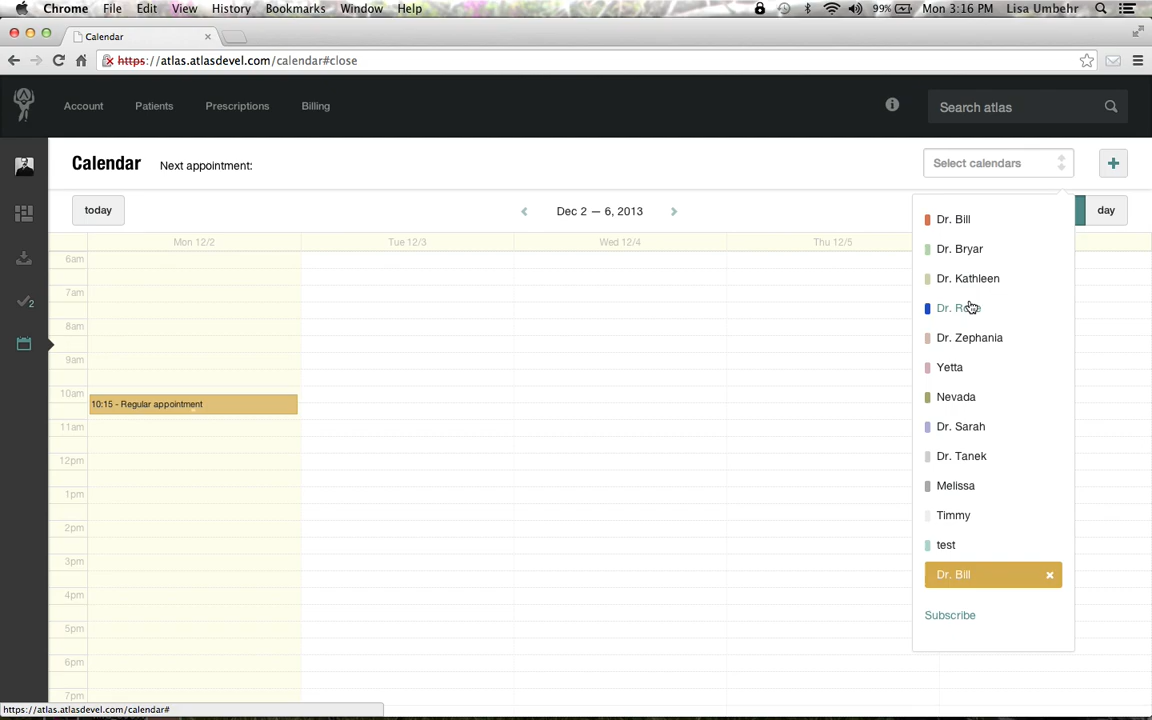 Chrome File Edit View History Bookmarks Window Help 99% Mon 3:16 PM Lisa Umbehr
Calendar
https://atlas.atlasdevel.com/calendar#close
Account Patients Prescriptions Billing Search atlas
Calendar Next appointment: Select calendars
today Dec 2 — 6, 2013 day
Mon 12/2 Tue 12/3 Wed 12/4 Thu 12/5
6am
7am
8am
9am
10am
10:15 - Regular appointment
11am
12pm
1pm
2pm
3pm
4pm
5pm
6pm
7pm
2
Dr. Bill
Dr. Bryar
Dr. Kathleen
Dr.
Dr. Zephania
Yetta
Nevada
Dr. Sarah
Dr. Tanek
Melissa
Timmy
test
Dr. Bill
Subscribe
https://atlas.atlasdevel.com/calendar#